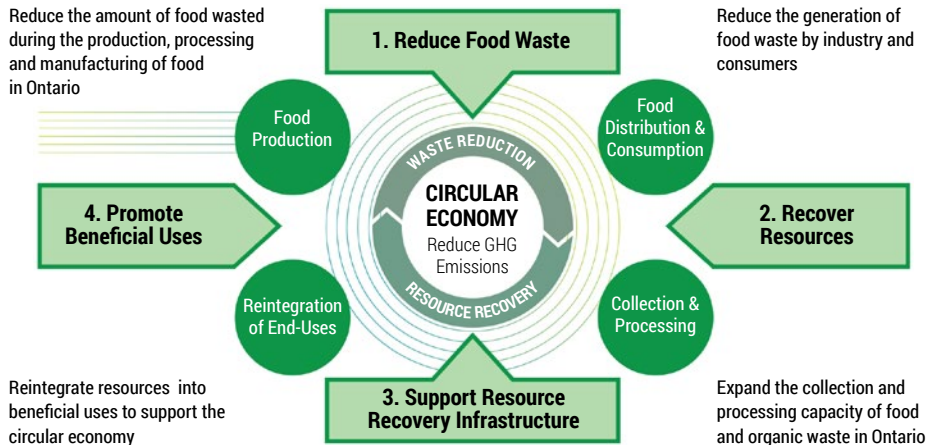 Reduce the amount of food wasted
during the production, processing
and manufacturing of food
in Ontario
1. Reduce Food Waste
Reduce the generation of
food waste by industry and
consumers
Food
Production
Food
Distribution &
Consumption
WASTE REDUCTION
CIRCULAR
ECONOMY
Reduce GHG
Emissions
RESOURCE RECOVERY
4. Promote
Beneficial Uses
2. Recover
Resources
Reintegration
of End-Uses
Collection &
Processing
Reintegrate resources into
beneficial uses to support the
circular economy
3. Support Resource
Recovery Infrastructure
Expand the collection and
processing capacity of food
and organic waste in Ontario